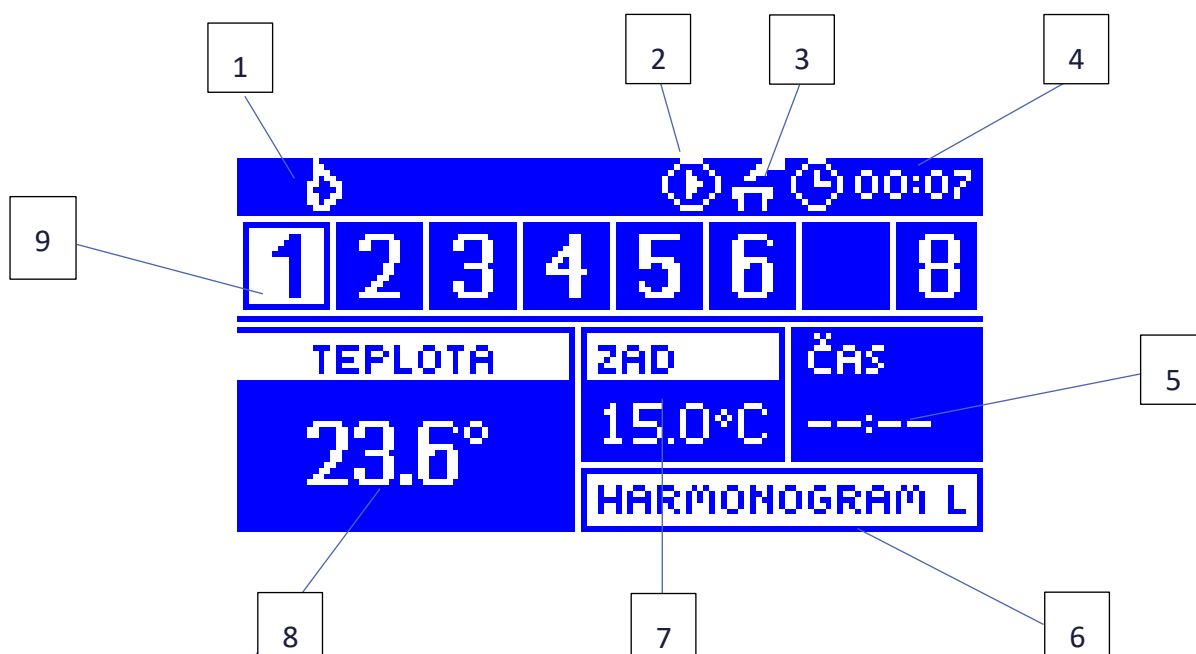 1
2
3
4
00:07
9
1 2 3 4 5 6 8
TEPLOTA
ZAD
ČAS
23.6°
15.0°C
--:--
5
HARMONOGRAM L
8
7
6